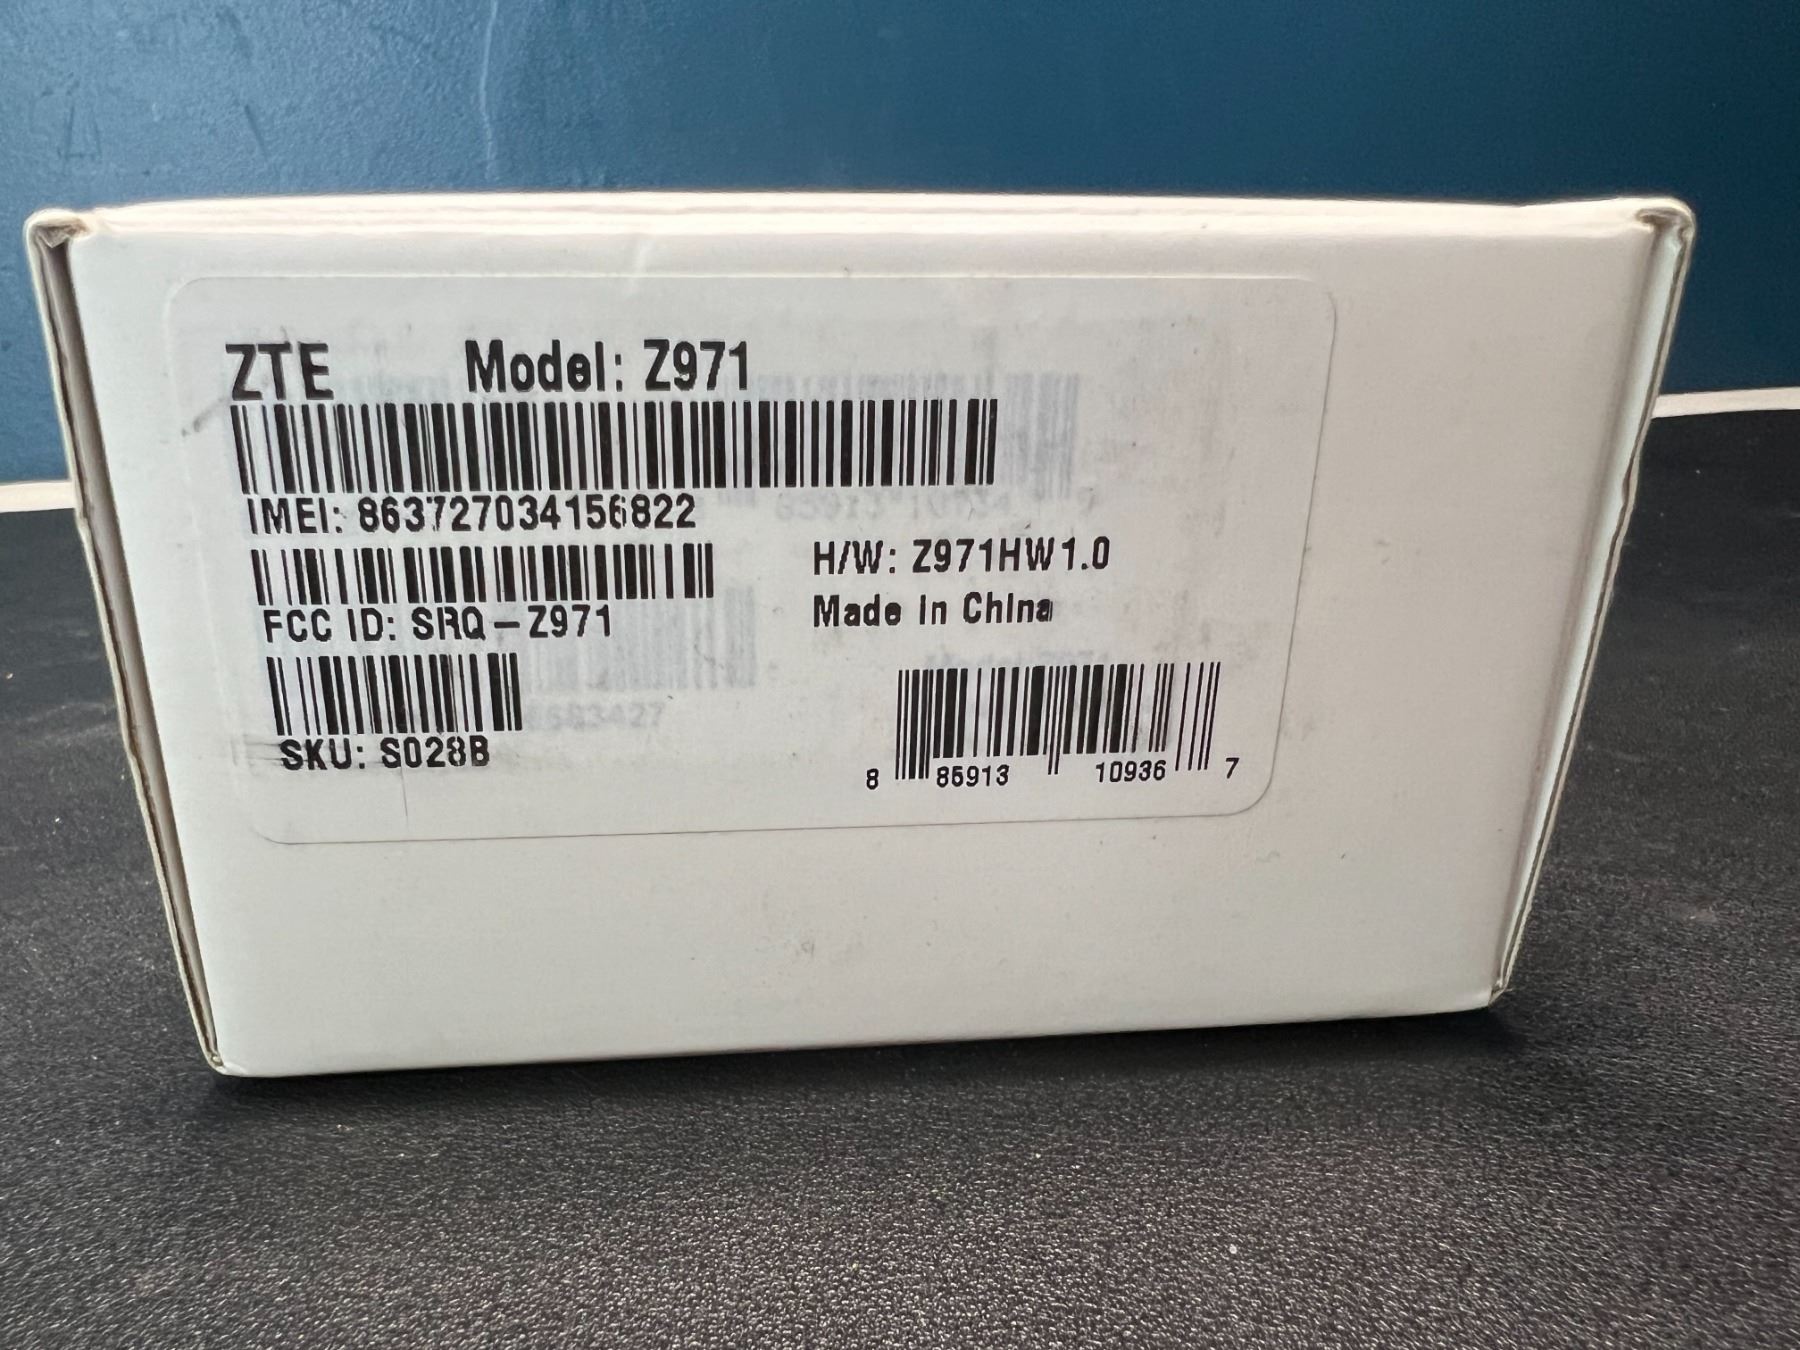 ZTE Model: Z971
IMEI: 863727034156822
H/W: Z971HW1.0
FCC ID: SRQ-Z971
Made In China
SKU: S028B
8 85913 10936 7